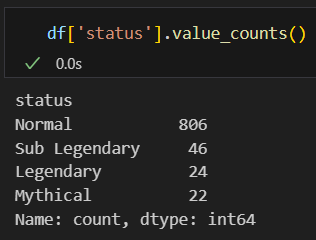 df['status'].value_counts()
0.0s
status
Normal 806
Sub Legendary 46
Legendary 24
Mythical 22
Name: count, dtype: int64